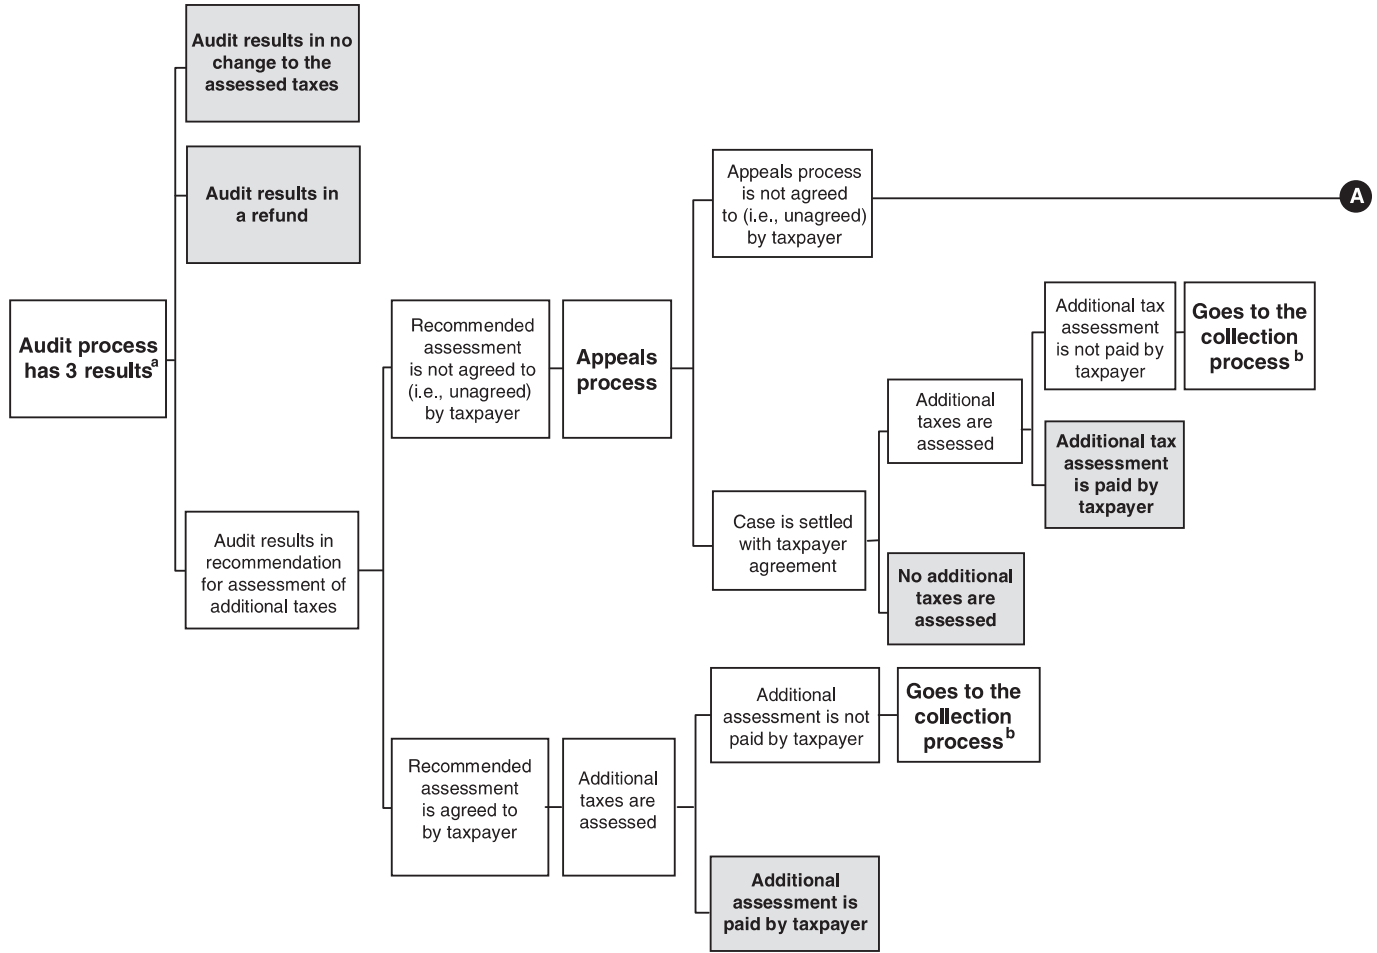 Audit results in no
change to the
assessed taxes
Audit results in
a refund
Audit process
has 3 results a
Audit results in
recommendation
for assessment of
additional taxes
Recommended
assessment
is not agreed to
(i.e., unagreed)
by taxpayer
Appeals
process
Appeals process
is not agreed
to (i.e., unagreed)
by taxpayer
A
Case is settled
with taxpayer
agreement
Additional
taxes are
assessed
Additional tax
assessment
is not paid by
taxpayer
Goes to the
collection
process b
Additional tax
assessment
is paid by
taxpayer
No additional
taxes are
assessed
Recommended
assessment
is agreed to
by taxpayer
Additional
taxes are
assessed
Additional
assessment is not
paid by taxpayer
Goes to the
collection
process b
Additional
assessment is
paid by taxpayer